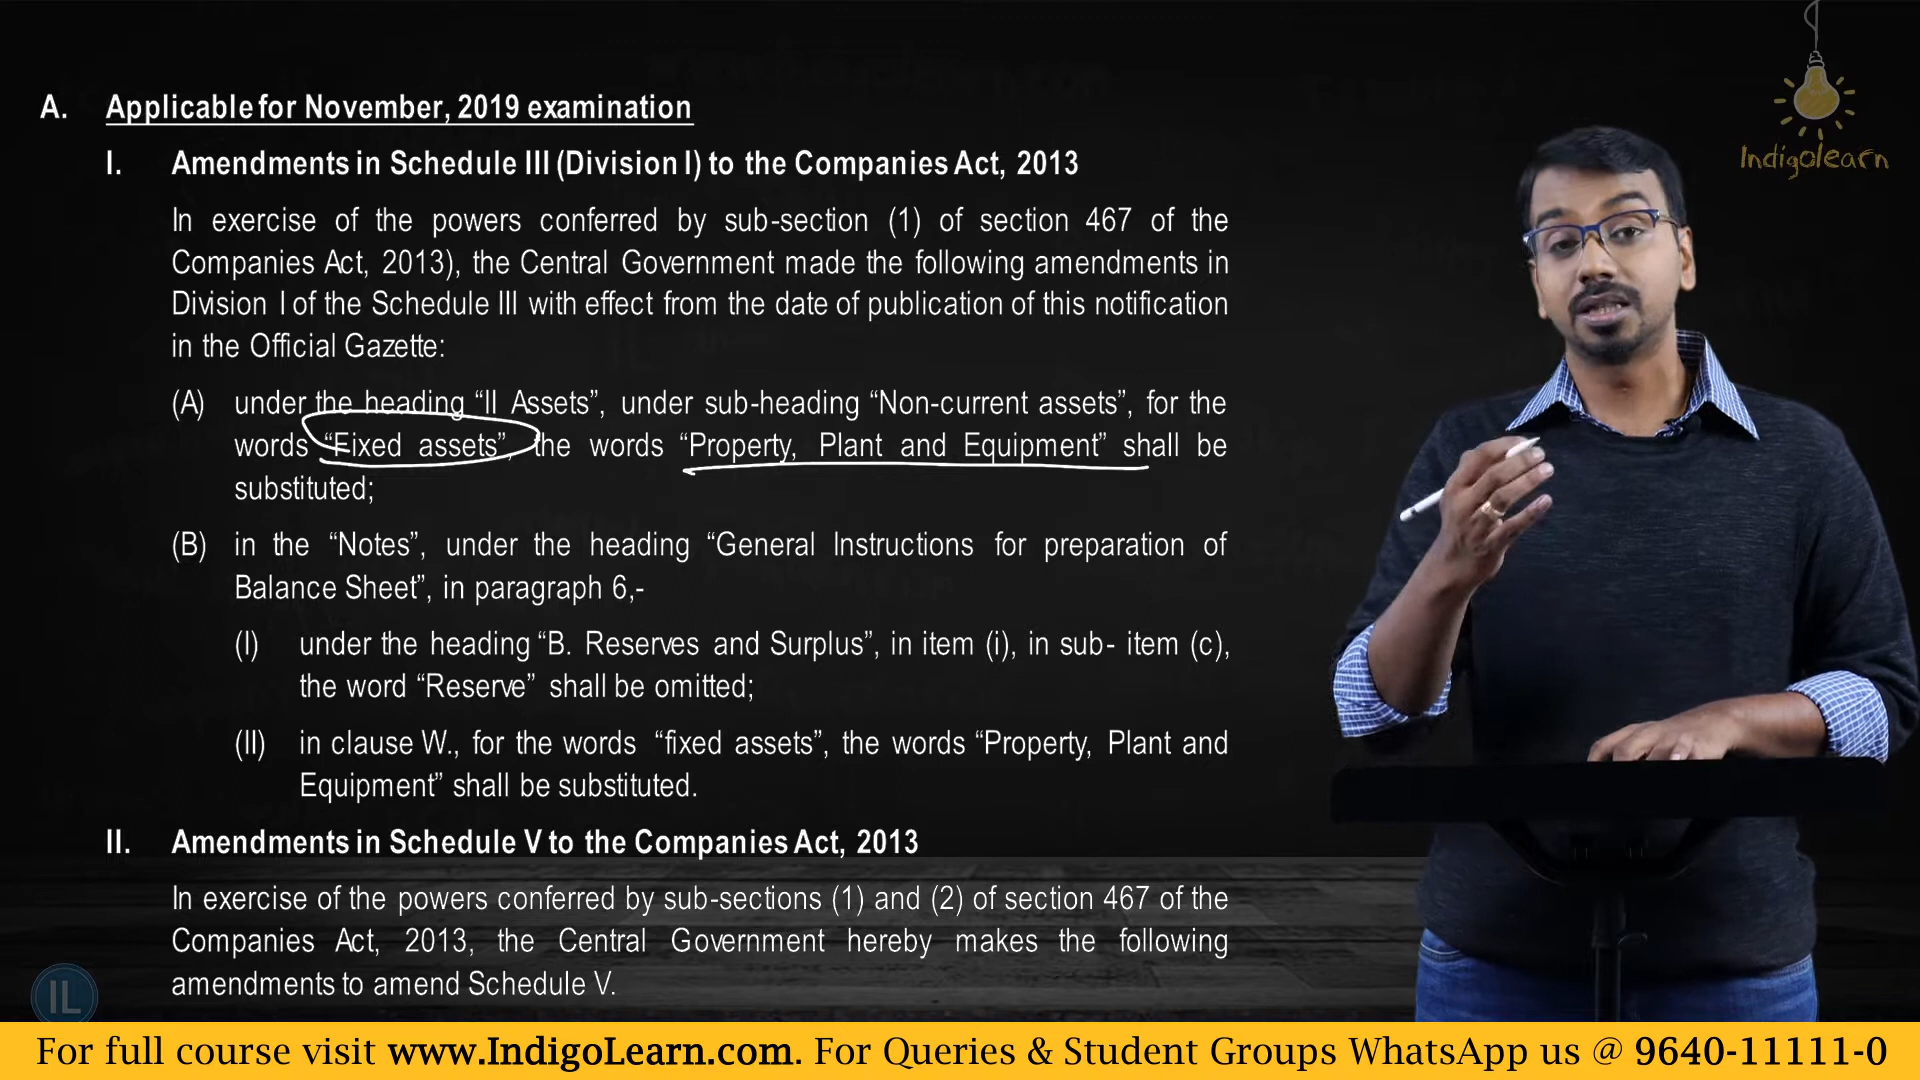 A. Applicable for November, 2019 examination
I. Amendments in Schedule III (Division I) to the Companies Act, 2013
In exercise of the powers conferred by sub-section (1) of section 467 of the
Companies Act, 2013), the Central Government made the following amendments in
Division I of the Schedule III with effect from the date of publication of this notification
in the Official Gazette:
(A) under the heading “II Assets”, under sub-heading “Non-current assets”, for the
words “Fixed assets”, the words “Property, Plant and Equipment” shall be
substituted;
(B) in the “Notes”, under the heading “General Instructions for preparation of
Balance Sheet”, in paragraph 6,-
(I) under the heading “B. Reserves and Surplus”, in item (i), in sub- item (c),
the word “Reserve” shall be omitted;
(II) in clause W., for the words “fixed assets”, the words “Property, Plant and
Equipment” shall be substituted.
II. Amendments in Schedule V to the Companies Act, 2013
In exercise of the powers conferred by sub-sections (1) and (2) of section 467 of the
Companies Act, 2013, the Central Government hereby makes the following
amendments to amend Schedule V.
Indigolearn
IL
For full course visit www.IndigoLearn.com. For Queries & Student Groups WhatsApp us @ 9640-11111-0